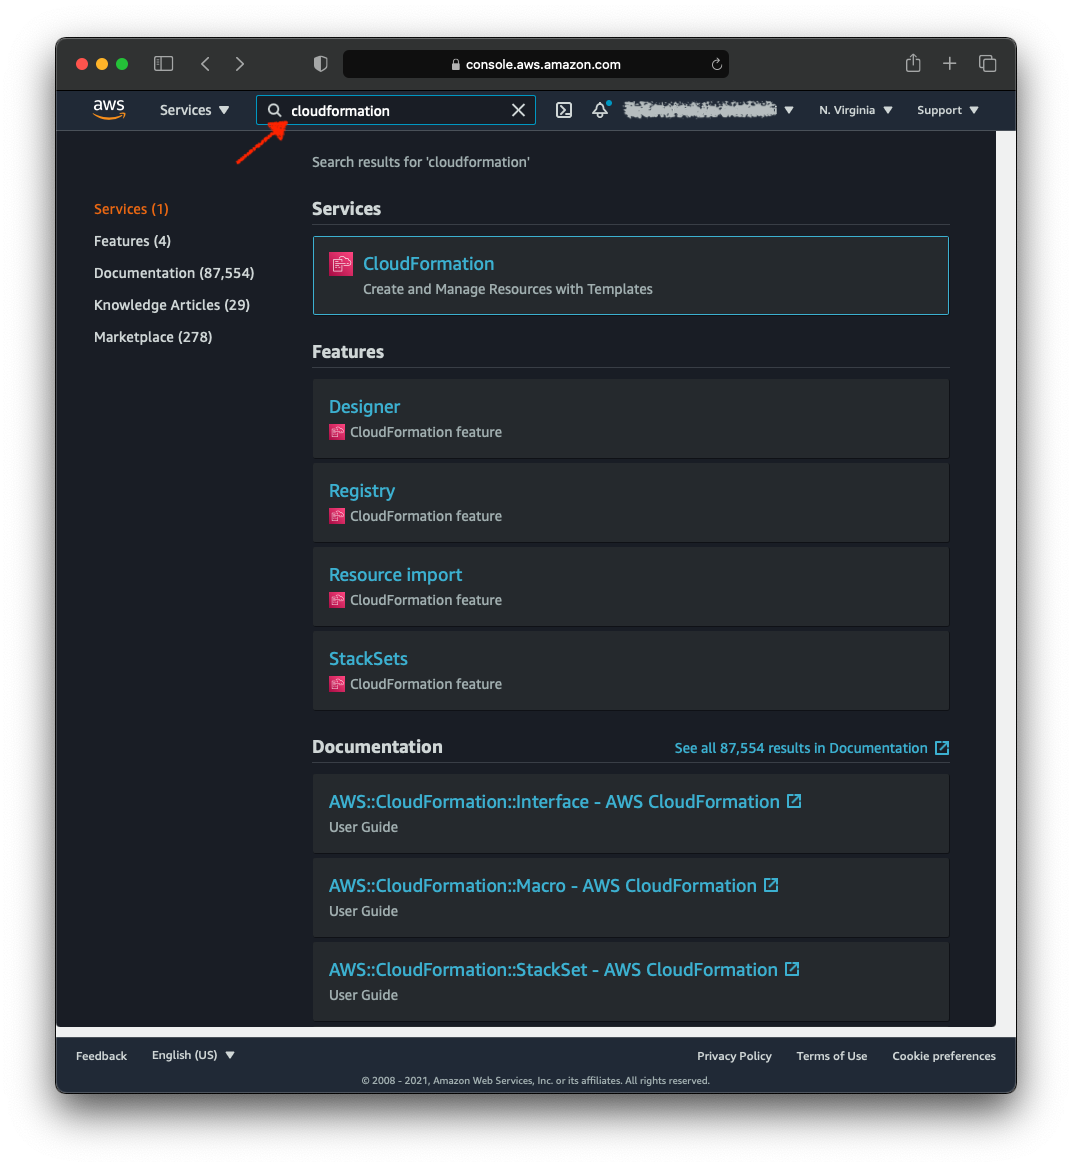 console.aws.amazon.com
aws Services cloudformation N. Virginia Support
Search results for 'cloudformation'
Services (1)
Features (4)
Documentation (87,554)
Knowledge Articles (29)
Marketplace (278)
Services
CloudFormation
Create and Manage Resources with Templates
Features
Designer
CloudFormation feature
Registry
CloudFormation feature
Resource import
CloudFormation feature
StackSets
CloudFormation feature
Documentation See all 87,554 results in Documentation
AWS::CloudFormation::Interface - AWS CloudFormation
User Guide
AWS::CloudFormation::Macro - AWS CloudFormation
User Guide
AWS::CloudFormation::StackSet - AWS CloudFormation
User Guide
Feedback English (US) Privacy Policy Terms of Use Cookie preferences
© 2008 - 2021, Amazon Web Services, Inc. or its affiliates. All rights reserved.